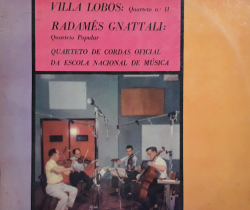 VILLA LOBOS: Quarteto n.º 11
RADAMÉS GNATTALI:
Quarteto Popular
QUARTETO DE CORDAS OFICIAL
DA ESCOLA NACIONAL DE MÚSICA